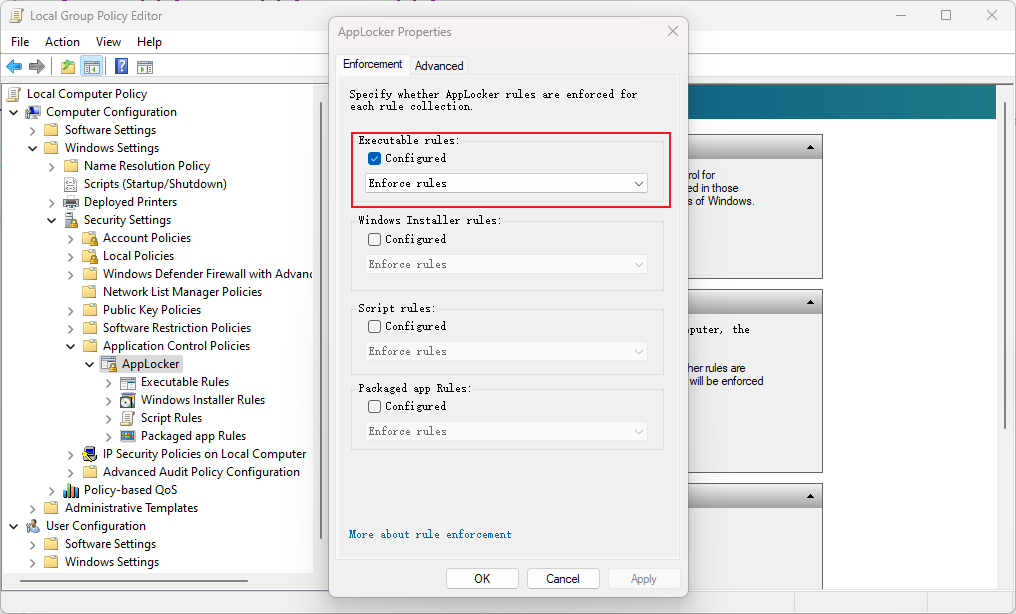 Local Group Policy Editor
File Action View Help
Local Computer Policy
Computer Configuration
Software Settings
Windows Settings
Name Resolution Policy
Scripts (Startup/Shutdown)
Deployed Printers
Security Settings
Account Policies
Local Policies
Windows Defender Firewall with Advanc
Network List Manager Policies
Public Key Policies
Software Restriction Policies
Application Control Policies
AppLocker
Executable Rules
Windows Installer Rules
Script Rules
Packaged app Rules
IP Security Policies on Local Computer
Advanced Audit Policy Configuration
Policy-based QoS
Administrative Templates
User Configuration
Software Settings
Windows Settings
AppLocker Properties
Enforcement Advanced
Specify whether AppLocker rules are enforced for
each rule collection.
Executable rules:
Configured
Enforce rules
Windows Installer rules:
Configured
Enforce rules
Script rules:
Configured
Enforce rules
Packaged app Rules:
Configured
Enforce rules
More about rule enforcement
OK Cancel Apply
rol for
ed in those
s of Windows.
puter, the
her rules are
will be enforced